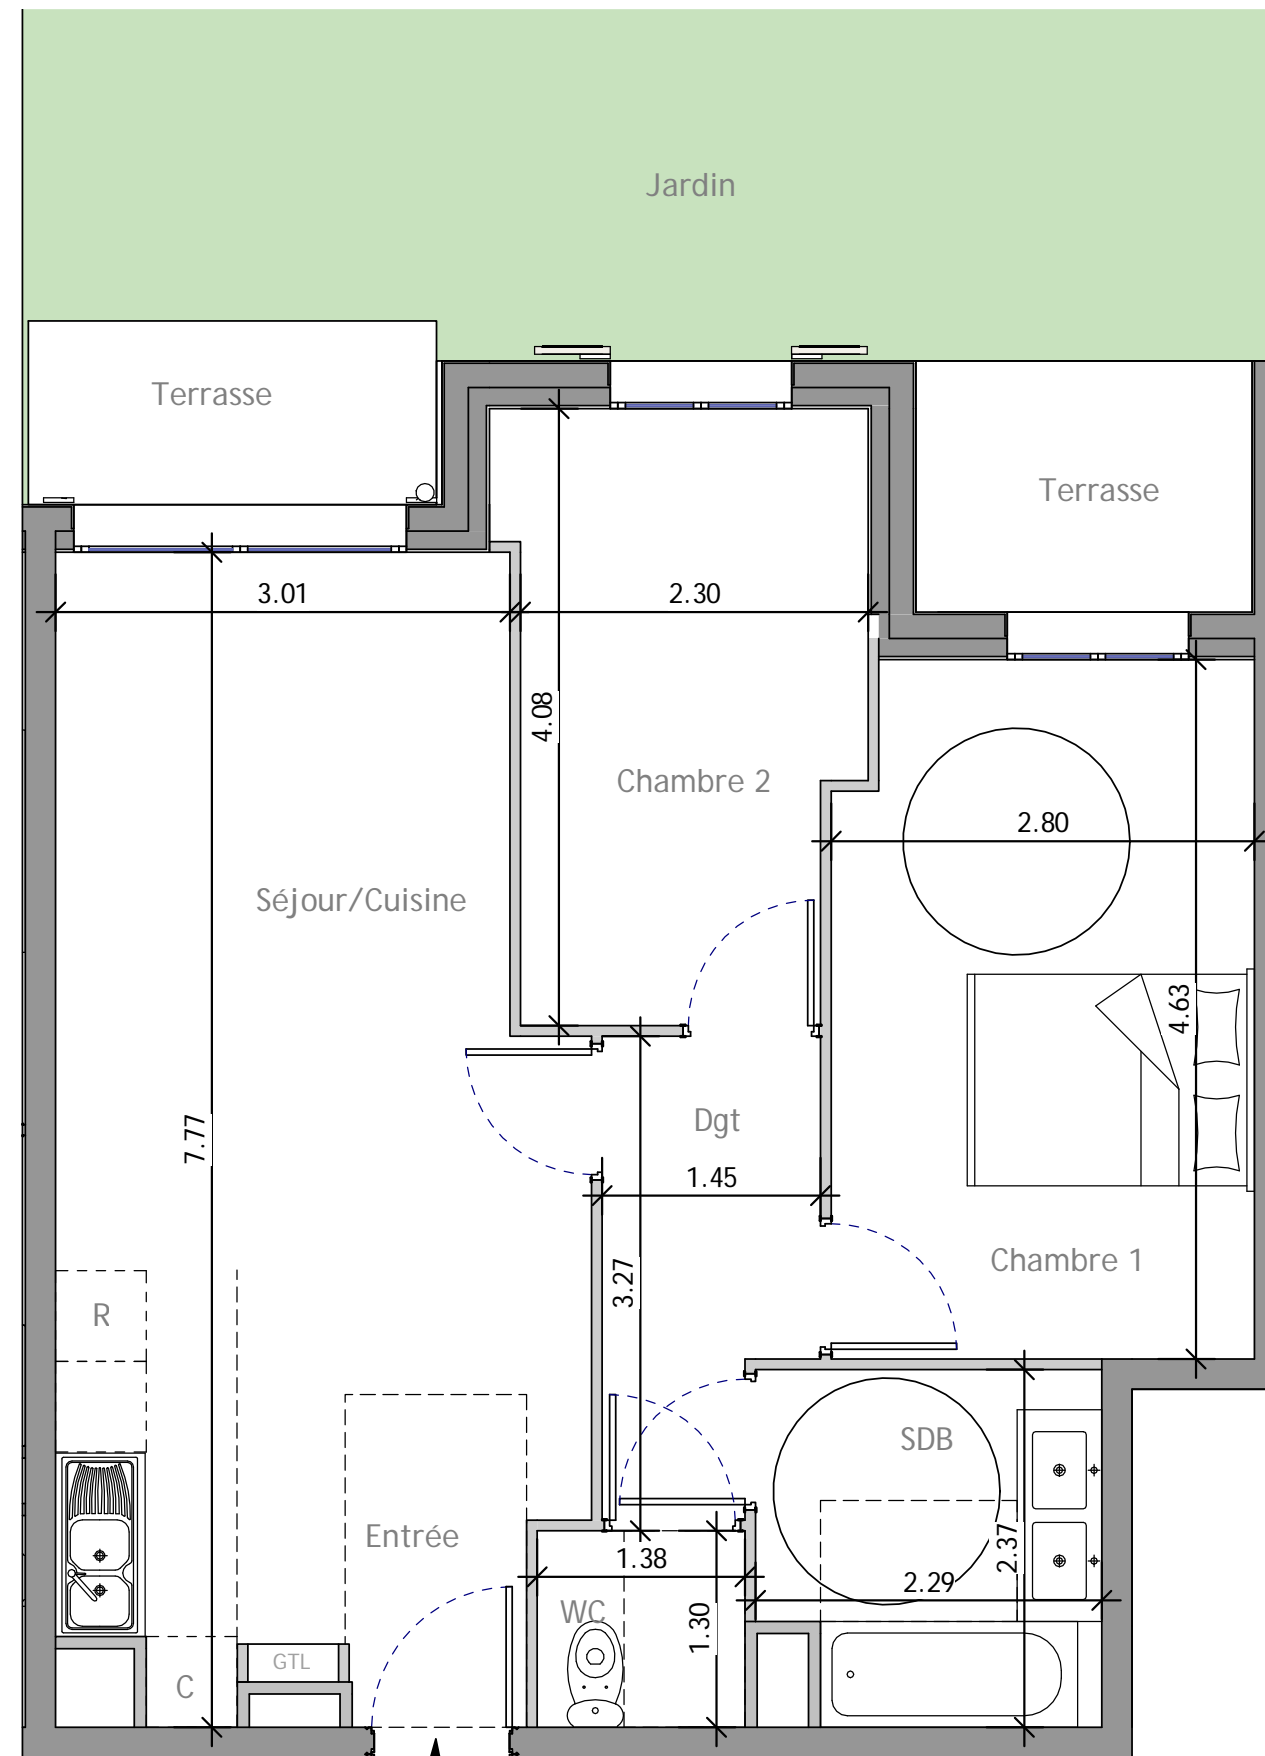 Jardin
Terrasse
Terrasse
3.01
2.30
4.08
Chambre 2
2.80
Séjour/Cuisine
4.63
7.77
Dgt
1.45
Chambre 1
3.27
R
SDB
Entrée
1.38
2.37
2.29
WC
1.30
GTL
C